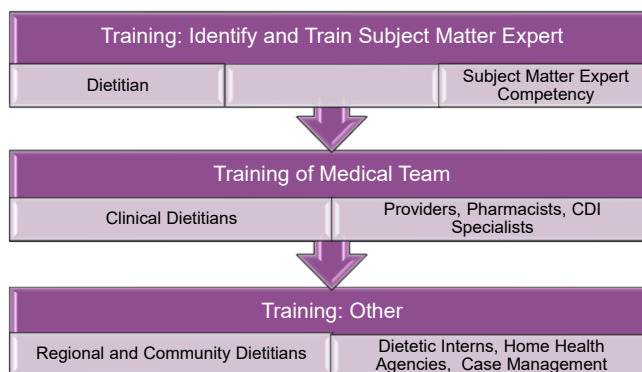 Training: Identify and Train Subject Matter Expert
Dietitian
Subject Matter Expert
Competency
Training of Medical Team
Clinical Dietitians
Providers, Pharmacists, CDI
Specialists
Training: Other
Regional and Community Dietitians
Dietetic Interns, Home Health
Agencies, Case Management